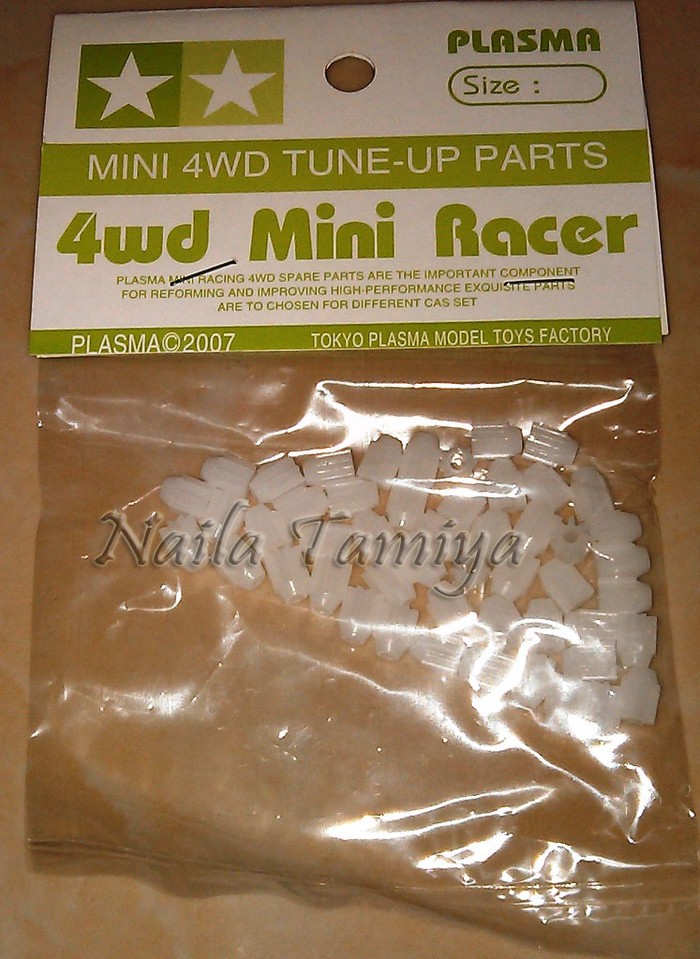 PLASMA
Size :
MINI 4WD TUNE-UP PARTS
4wd Mini Racer
PLASMA MINI RACING 4WD SPARE PARTS ARE THE IMPORTANT COMPONENT
FOR REFORMING AND IMPROVING HIGH-PERFORMANCE EXQUISITE PARTS
ARE TO CHOSEN FOR DIFFERENT CAS SET
PLASMA©2007 TOKYO PLASMA MODEL TOYS FACTORY
Naila Tamiya